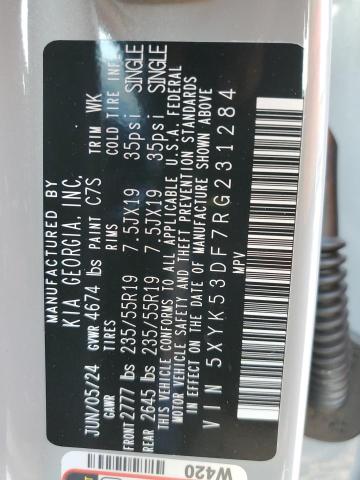 MANUFACTURED BY
KIA GEORGIA, INC.
JUN/05/24 GVWR 4674 lbs PAINT C7S TRIM WK
GAWR TIRES RIMS COLD TIRE INF
FRONT 2777 lbs 235/55R19 7.5JX19 35psi SINGLE
REAR 2645 lbs 235/55R19 7.5JX19 35psi SINGLE
THIS VEHICLE CONFORMS TO ALL APPLICABLE U.S.A. FEDERAL
MOTOR VEHICLE SAFETY AND THEFT PREVENTION STANDARDS
IN EFFECT ON THE DATE OF MANUFACTURE SHOWN ABOVE
VIN 5XYK53DF7RG231284
MPV
W420